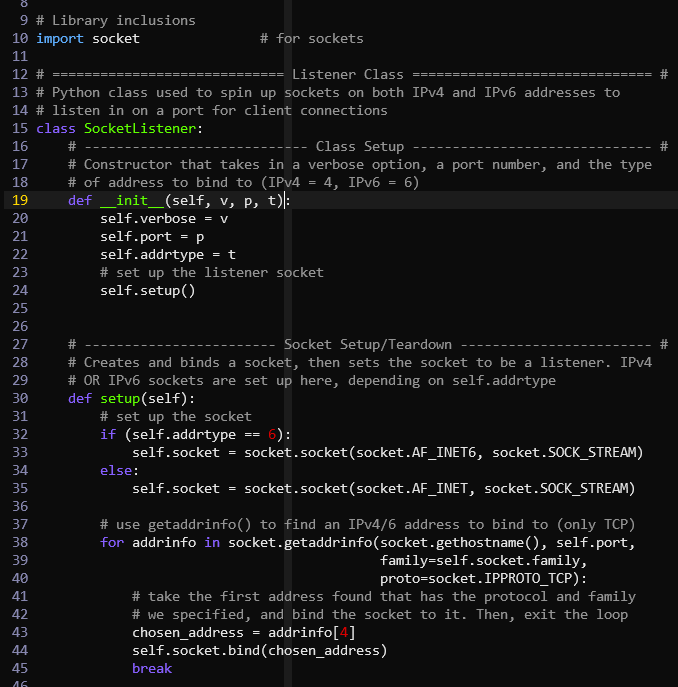 8
9 # Library inclusions
10 import socket               # for sockets
11
12 # ============================= Listener Class ============================== #
13 # Python class used to spin up sockets on both IPv4 and IPv6 addresses to
14 # listen in on a port for client connections
15 class SocketListener:
16     # ---------------------------- Class Setup ------------------------------ #
17     # Constructor that takes in a verbose option, a port number, and the type
18     # of address to bind to (IPv4 = 4, IPv6 = 6)
19     def __init__(self, v, p, t):
20         self.verbose = v
21         self.port = p
22         self.addrtype = t
23         # set up the listener socket
24         self.setup()
25
26
27     # ------------------------ Socket Setup/Teardown ------------------------ #
28     # Creates and binds a socket, then sets the socket to be a listener. IPv4
29     # OR IPv6 sockets are set up here, depending on self.addrtype
30     def setup(self):
31         # set up the socket
32         if (self.addrtype == 6):
33             self.socket = socket.socket(socket.AF_INET6, socket.SOCK_STREAM)
34         else:
35             self.socket = socket.socket(socket.AF_INET, socket.SOCK_STREAM)
36
37         # use getaddrinfo() to find an IPv4/6 address to bind to (only TCP)
38         for addrinfo in socket.getaddrinfo(socket.gethostname(), self.port,
39                                            family=self.socket.family,
40                                            proto=socket.IPPROTO_TCP):
41             # take the first address found that has the protocol and family
42             # we specified, and bind the socket to it. Then, exit the loop
43             chosen_address = addrinfo[4]
44             self.socket.bind(chosen_address)
45             break
46